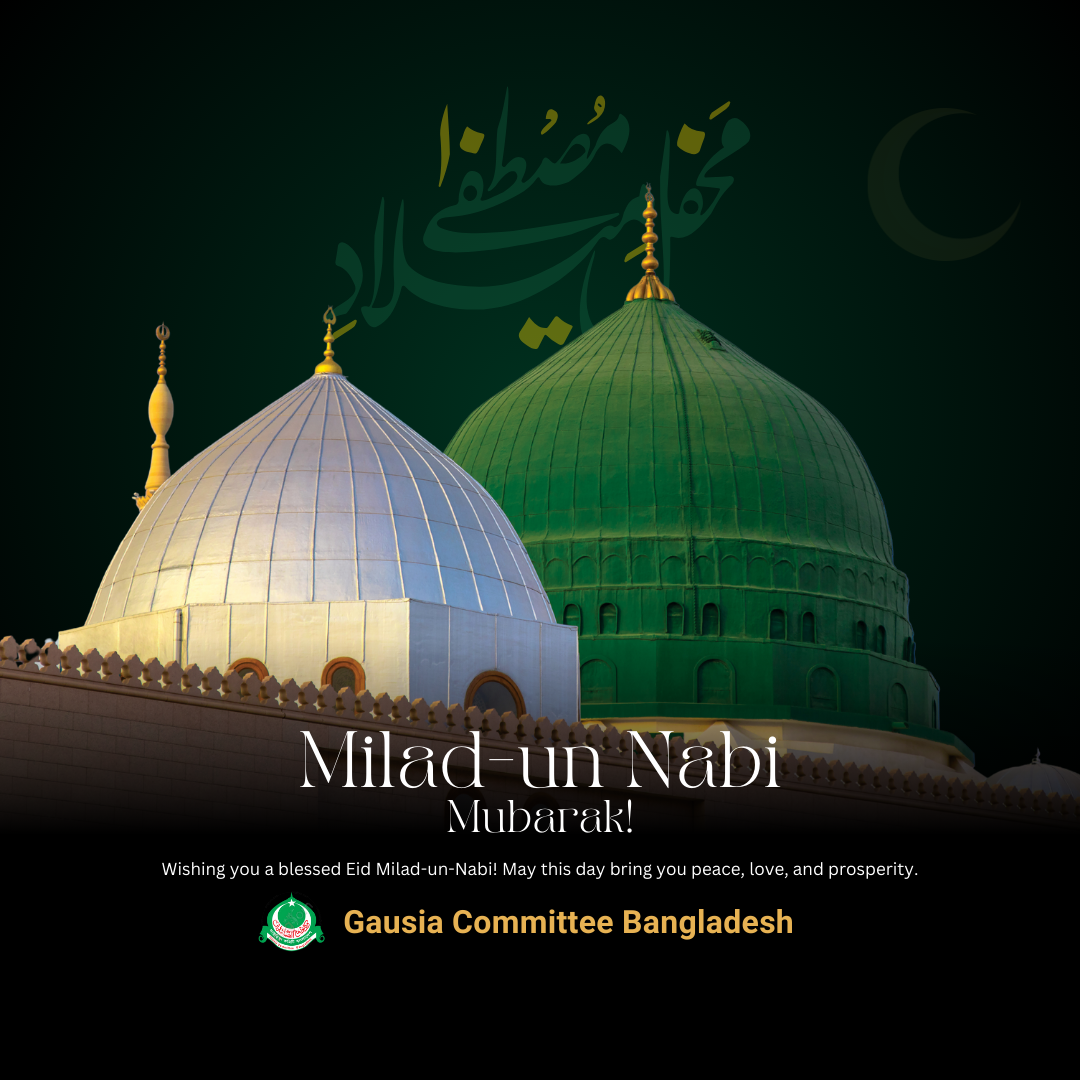 محفل میلاد مصطفیٰ
Milad-un Nabi
Mubarak!
Wishing you a blessed Eid Milad-un-Nabi! May this day bring you peace, love, and prosperity.
Gausia Committee Bangladesh